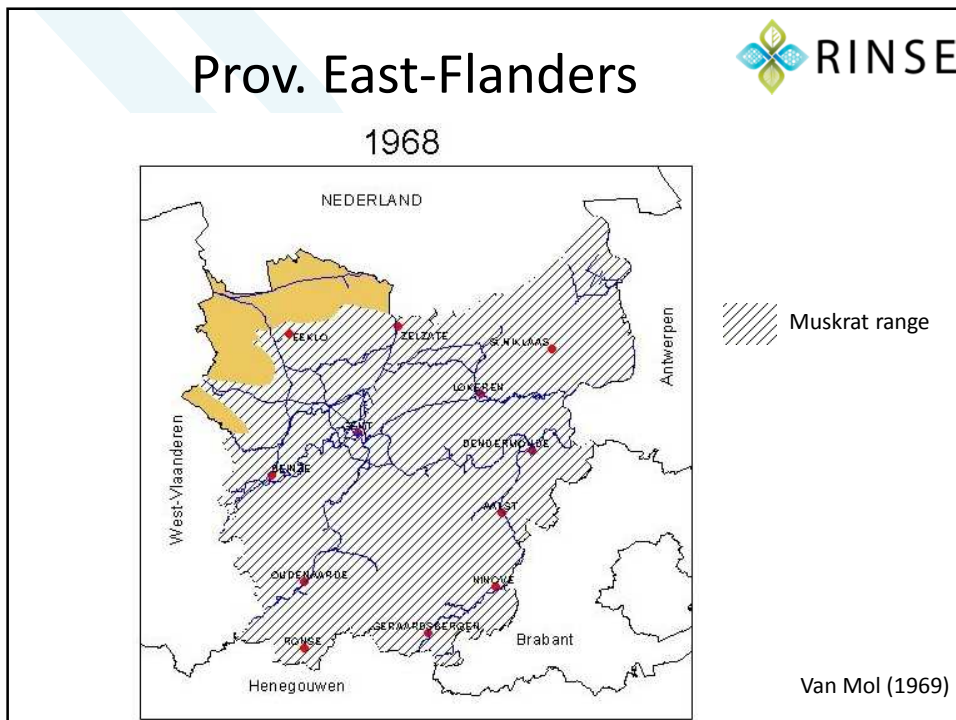 Prov. East-Flanders
RINSE
1968
NEDERLAND
EEKLO
ZELZATE
ST.NIKLAAS
LOKEREN
GENT
DENDERMONDE
DEINZE
AALST
OUDENAARDE
NINOVE
GERAARDSBERGEN
RONSE
West-Vlaanderen
Antwerpen
Brabant
Henegouwen
Muskrat range
Van Mol (1969)